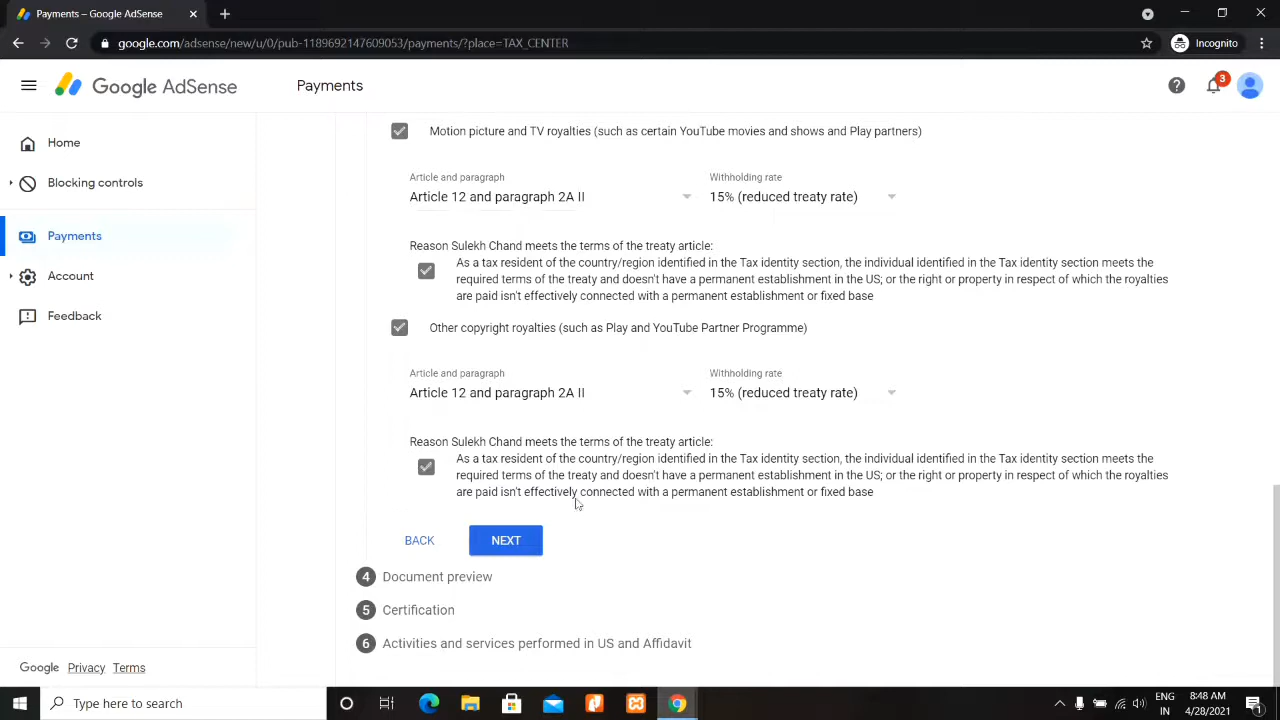 Payments – Google AdSense
google.com/adsense/new/u/0/pub-1189692147609053/payments/?place=TAX_CENTER
Incognito
Google AdSense
Payments
3
Home
Blocking controls
Payments
Account
Feedback
Motion picture and TV royalties (such as certain YouTube movies and shows and Play partners)
Article and paragraph
Withholding rate
Article 12 and paragraph 2A II
15% (reduced treaty rate)
Reason Sulekh Chand meets the terms of the treaty article:
As a tax resident of the country/region identified in the Tax identity section, the individual identified in the Tax identity section meets the
required terms of the treaty and doesn't have a permanent establishment in the US; or the right or property in respect of which the royalties
are paid isn't effectively connected with a permanent establishment or fixed base
Other copyright royalties (such as Play and YouTube Partner Programme)
Article and paragraph
Withholding rate
Article 12 and paragraph 2A II
15% (reduced treaty rate)
Reason Sulekh Chand meets the terms of the treaty article:
As a tax resident of the country/region identified in the Tax identity section, the individual identified in the Tax identity section meets the
required terms of the treaty and doesn't have a permanent establishment in the US; or the right or property in respect of which the royalties
are paid isn't effectively connected with a permanent establishment or fixed base
BACK
NEXT
4 Document preview
5 Certification
6 Activities and services performed in US and Affidavit
Google Privacy Terms
Type here to search
ENG
IN
8:48 AM
4/28/2021
1